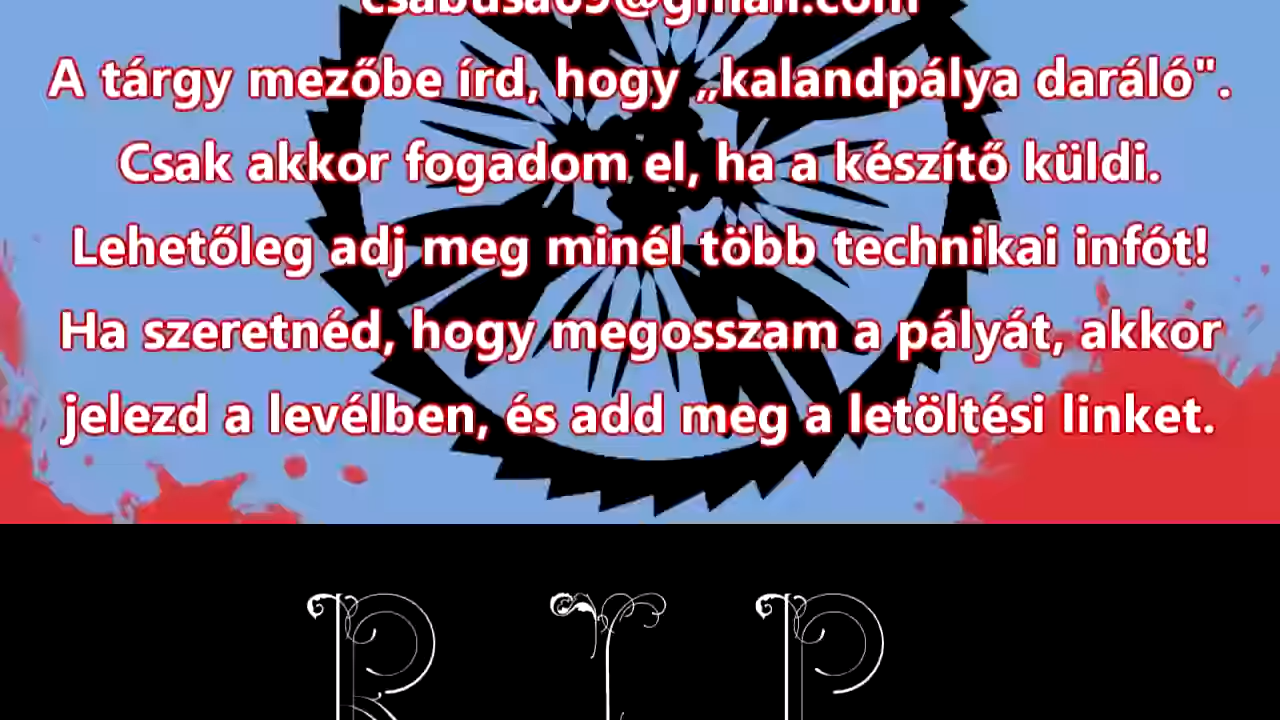 A tárgy mezőbe írd, hogy „kalandpálya daráló".
Csak akkor fogadom el, ha a készítő küldi.
Lehetőleg adj meg minél több technikai infót!
Ha szeretnéd, hogy megosszam a pályát, akkor
jelezd a levélben, és add meg a letöltési linket.
R I P